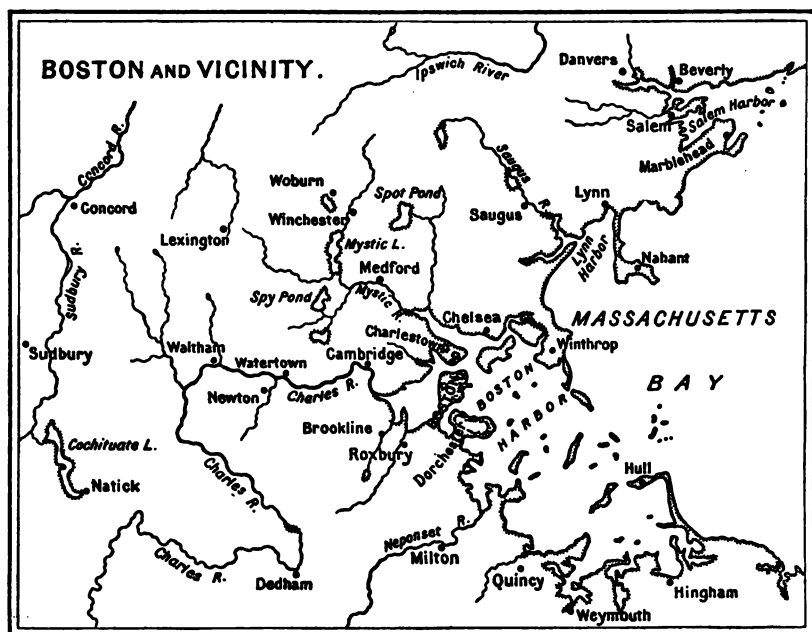 BOSTON AND VICINITY.
Ipswich River
Danvers
Beverly
Salem
Salem Harbor
Marblehead
Concord R.
Concord
Woburn
Winchester
Spot Pond
Saugus R.
Saugus
Lynn
Lynn Harbor
Nahant
Lexington
Mystic L.
Medford
Sudbury R.
Spy Pond
Mystic R.
Chelsea
MASSACHUSETTS
BAY
Winthrop
Charlestown
Sudbury
Waltham
Watertown
Cambridge
Newton
Charles R.
BOSTON
BOSTON HARBOR
Brookline
Roxbury
Dorchester
Cochituate L.
Natick
Charles R.
Hull
Charles R.
Dedham
Neponset R.
Milton
Quincy
Weymouth
Hingham